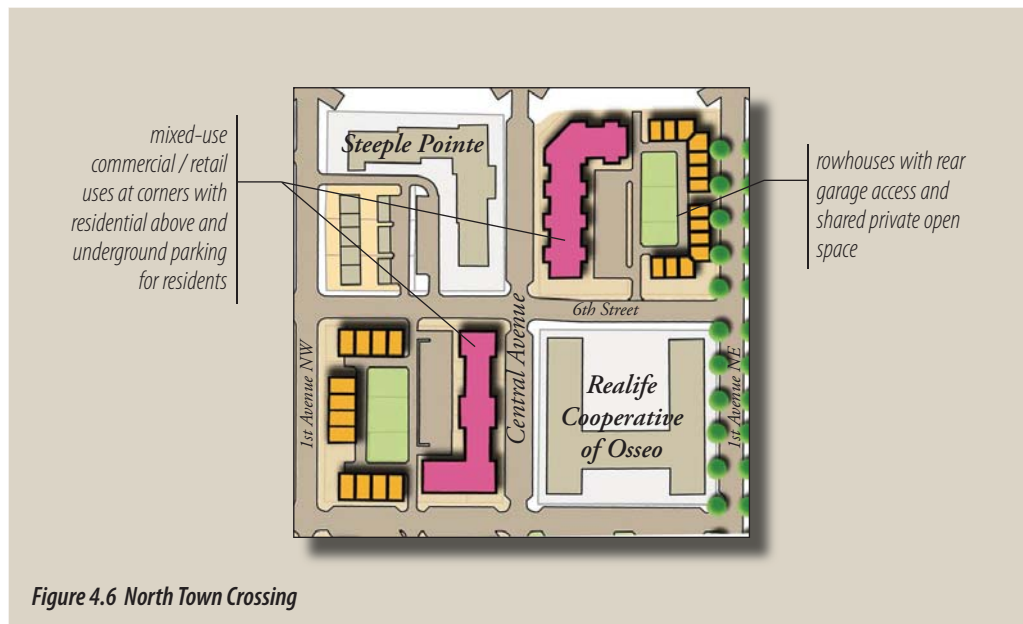 mixed-use
commercial / retail
uses at corners with
residential above and
underground parking
for residents
Steeple Pointe
rowhouses with rear
garage access and
shared private open
space
6th Street
1st Avenue NW
Central Avenue
Realife
Cooperative
of Osseo
1st Avenue NE
Figure 4.6 North Town Crossing